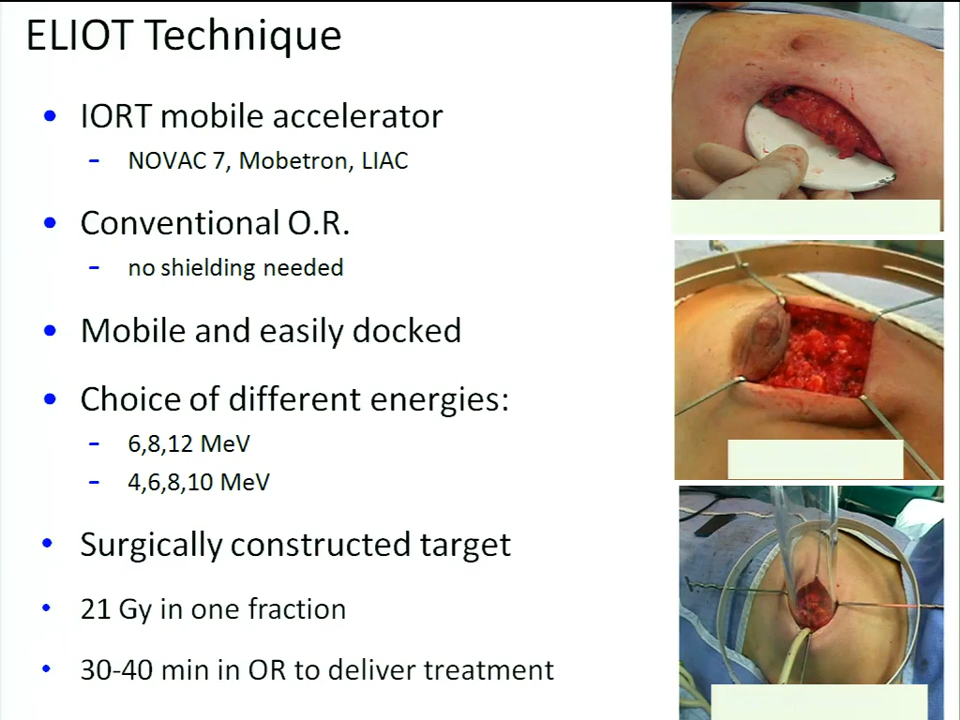 ELIOT Technique
• IORT mobile accelerator
- NOVAC 7, Mobetron, LIAC
• Conventional O.R.
- no shielding needed
• Mobile and easily docked
• Choice of different energies:
- 6,8,12 MeV
- 4,6,8,10 MeV
• Surgically constructed target
• 21 Gy in one fraction
• 30-40 min in OR to deliver treatment